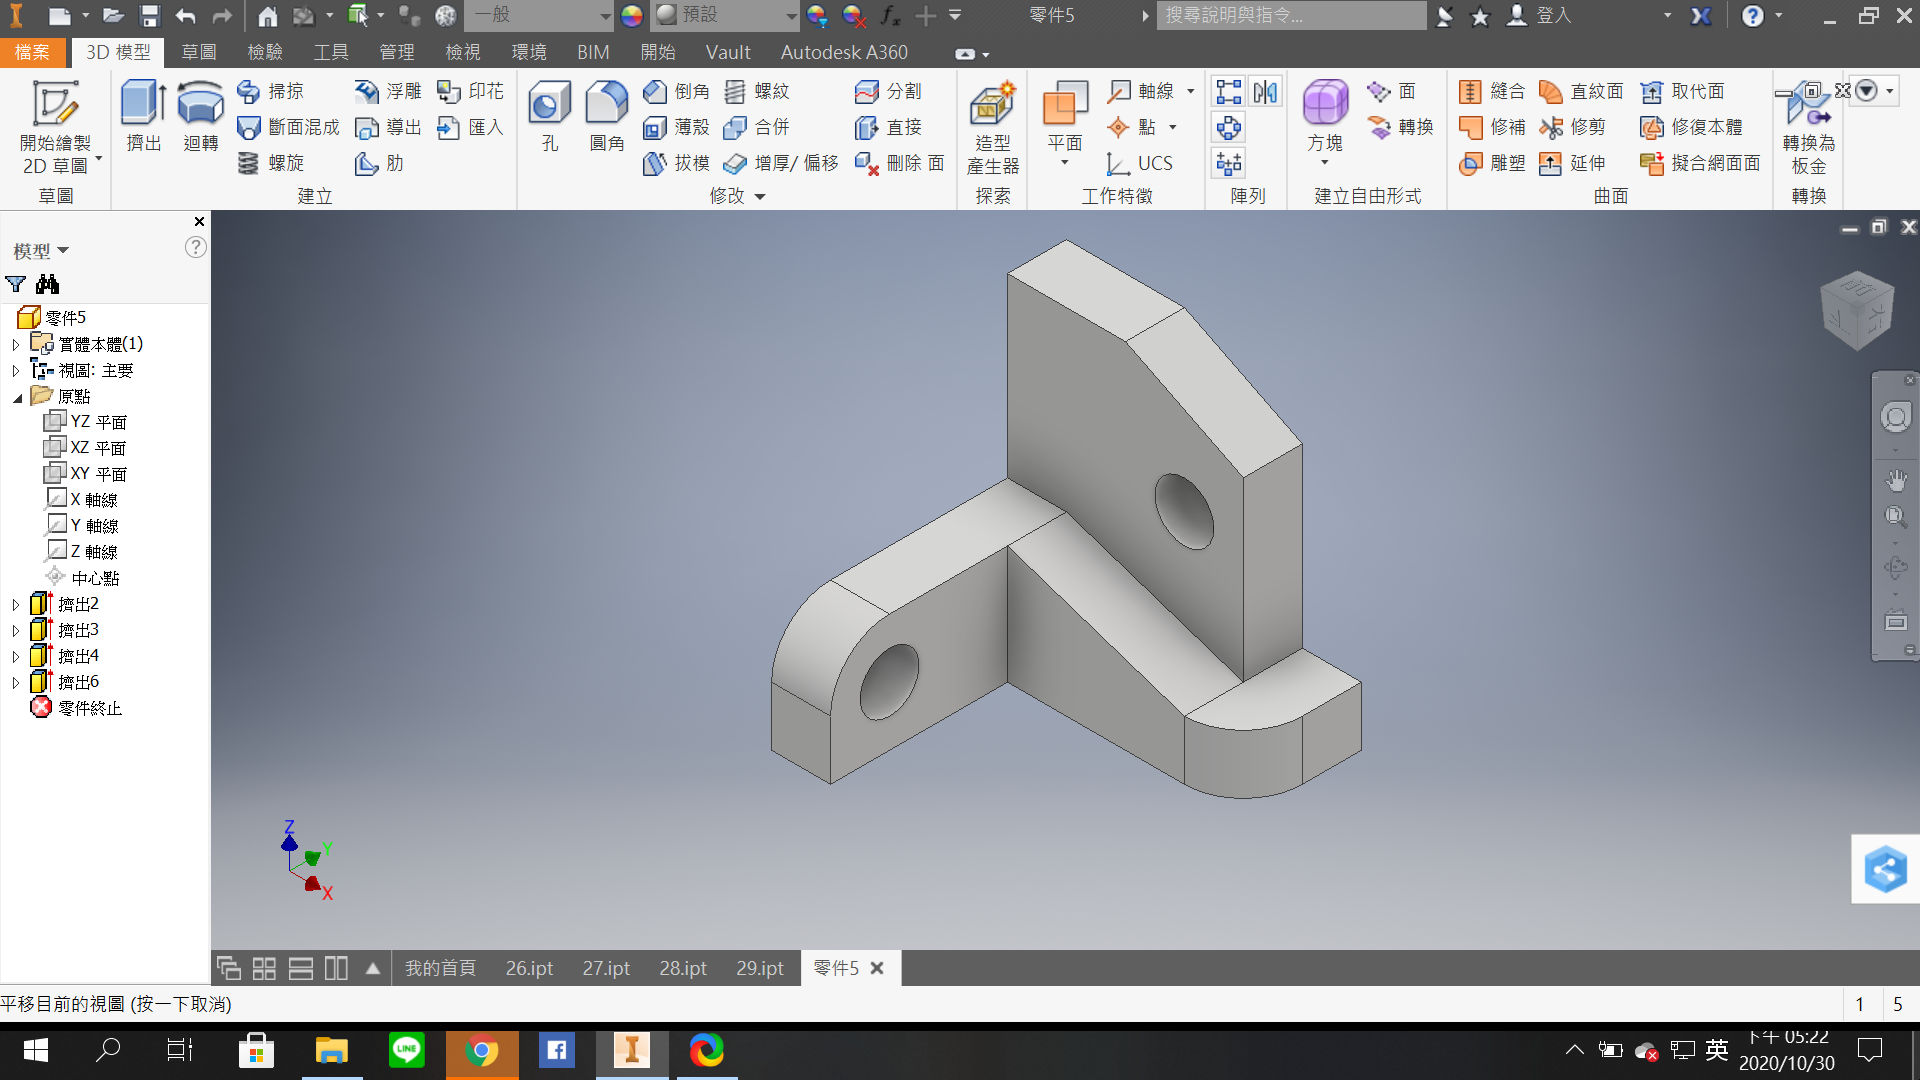 一般
預設
fx
零件5
搜尋說明與指令...
登入
檔案
3D 模型
草圖
檢驗
工具
管理
檢視
環境
BIM
開始
Vault
Autodesk A360
開始繪製
2D 草圖
草圖
擠出
迴轉
掃掠
斷面混成
螺旋
浮雕
導出
肋
印花
匯入
建立
孔
圓角
倒角
薄殼
拔模
螺紋
合併
增厚/ 偏移
分割
直接
刪除 面
修改
造型
產生器
探索
平面
軸線
點
UCS
工作特徵
陣列
方塊
面
轉換
建立自由形式
縫合
修補
雕塑
直紋面
修剪
延伸
取代面
修復本體
擬合網面面
曲面
轉換為
板金
轉換
模型
零件5
實體本體(1)
視圖: 主要
原點
YZ 平面
XZ 平面
XY 平面
X 軸線
Y 軸線
Z 軸線
中心點
擠出2
擠出3
擠出4
擠出6
零件終止
Z
Y
X
我的首頁
26.ipt
27.ipt
28.ipt
29.ipt
零件5
平移目前的視圖 (按一下取消)
1
5
LINE
英
下午 05:22
2020/10/30